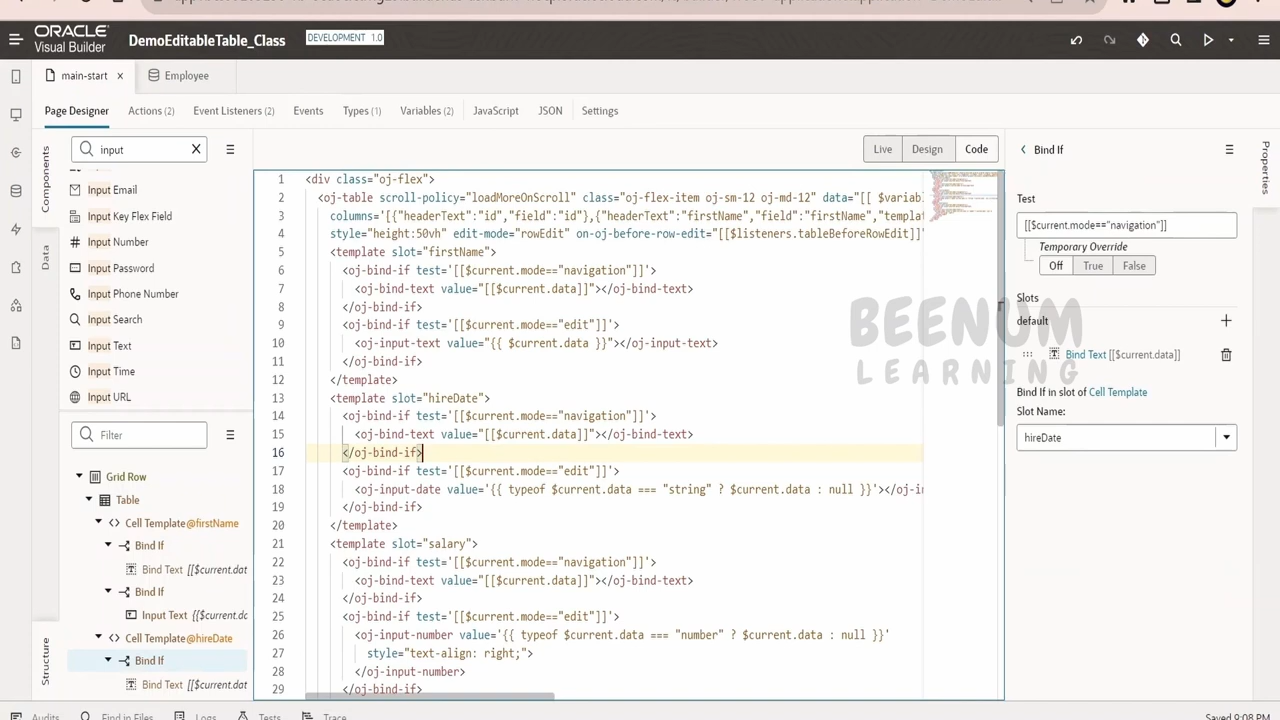 ORACLE
Visual Builder
DemoEditableTable_Class
DEVELOPMENT 1.0
main-start
Employee
Page Designer
Actions (2)
Event Listeners (2)
Events
Types (1)
Variables (2)
JavaScript
JSON
Settings
Components
Data
Structure
input
Input Email
Input Key Flex Field
Input Number
Input Password
Input Phone Number
Input Search
Input Text
Input Time
Input URL
Filter
Grid Row
Table
Cell Template@firstName
Bind If
Bind Text [[$current.dat
Bind If
Input Text {{$current.dc
Cell Template@hireDate
Bind If
Bind Text [[$current.dat
Live
Design
Code
1 <div class="oj-flex">
2 <oj-table scroll-policy="loadMoreOnScroll" class="oj-flex-item oj-sm-12 oj-md-12" data="[[ $variabl
3 columns='[{"headerText":"id","field":"id"},{"headerText":"firstName","field":"firstName","templat
4 style="height:50vh" edit-mode="rowEdit" on-oj-before-row-edit="[[$listeners.tableBeforeRowEdit]]"
5 <template slot="firstName">
6 <oj-bind-if test='[[$current.mode=="navigation"]]'>
7 <oj-bind-text value="[[$current.data]]"></oj-bind-text>
8 </oj-bind-if>
9 <oj-bind-if test='[[$current.mode=="edit"]]'>
10 <oj-input-text value="{{ $current.data }}"></oj-input-text>
11 </oj-bind-if>
12 </template>
13 <template slot="hireDate">
14 <oj-bind-if test='[[$current.mode=="navigation"]]'>
15 <oj-bind-text value="[[$current.data]]"></oj-bind-text>
16 </oj-bind-if>
17 <oj-bind-if test='[[$current.mode=="edit"]]'>
18 <oj-input-date value='{{ typeof $current.data === "string" ? $current.data : null }}'></oj-in
19 </oj-bind-if>
20 </template>
21 <template slot="salary">
22 <oj-bind-if test='[[$current.mode=="navigation"]]'>
23 <oj-bind-text value="[[$current.data]]"></oj-bind-text>
24 </oj-bind-if>
25 <oj-bind-if test='[[$current.mode=="edit"]]'>
26 <oj-input-number value='{{ typeof $current.data === "number" ? $current.data : null }}'
27 style="text-align: right;">
28 </oj-input-number>
29 </oj-bind-if>
BEENUM
LEARNING
Bind If
Properties
Test
[[$current.mode=="navigation"]]
Temporary Override
Off
True
False
Slots
default
Bind Text [[$current.data]]
Bind If in slot of Cell Template
Slot Name:
hireDate
Audits
Find in Files
Logs
Tests
Trace
Saved 9:08 PM